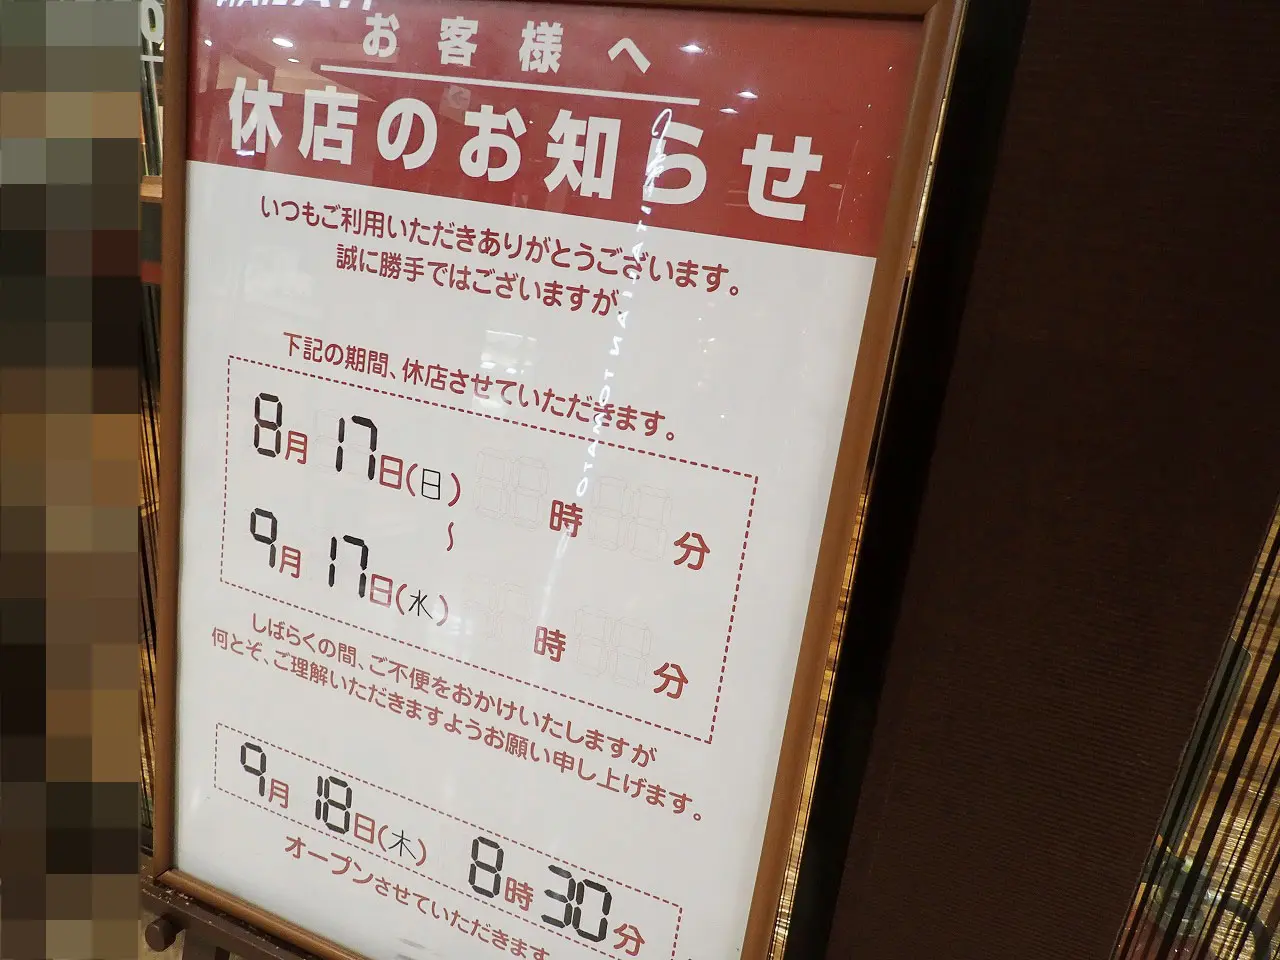 お客様へ
休店のお知らせ
いつもご利用いただきありがとうございます。
誠に勝手ではございますが、
下記の期間、休店させていただきます。
8月17日(日) 時 分
～
9月17日(水) 時 分
しばらくの間、ご不便をおかけいたしますが
何とぞ、ご理解いただきますようお願い申し上げます。
9月18日(木) 8時30分
オープンさせていただきます